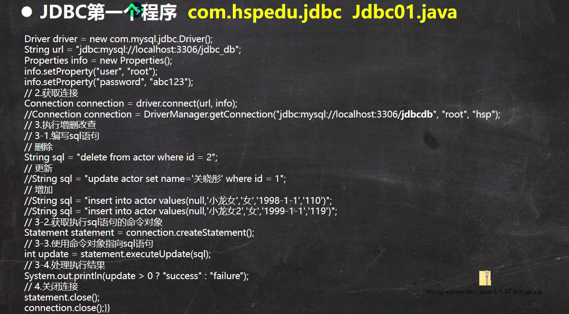 ● JDBC第一个程序 com.hspedu.jdbc Jdbc01.java
Driver driver = new com.mysql.jdbc.Driver();
String url = "jdbc:mysql://localhost:3306/jdbc_db";
Properties info = new Properties();
info.setProperty("user", "root");
info.setProperty("password", "abc123");
// 2.获取连接
Connection connection = driver.connect(url, info);
//Connection connection = DriverManager.getConnection("jdbc:mysql://localhost:3306/jdbcdb", "root", "hsp");
// 3.执行增删改查
// 3-1.编写sql语句
// 删除
String sql = "delete from actor where id = 2";
// 更新
//String sql = "update actor set name='关晓彤' where id = 1";
// 增加
//String sql = "insert into actor values(null,'小龙女','女','1998-1-1','110')";
//String sql = "insert into actor values(null,'小龙女2','女','1999-1-1','119')";
// 3-2.获取执行sql语句的命令对象
Statement statement = connection.createStatement();
// 3-3.使用命令对象指向sql语句
int update = statement.executeUpdate(sql);
// 3-4.处理执行结果
System.out.println(update > 0 ? "success" : "failure");
// 4.关闭连接
statement.close();
connection.close();}}